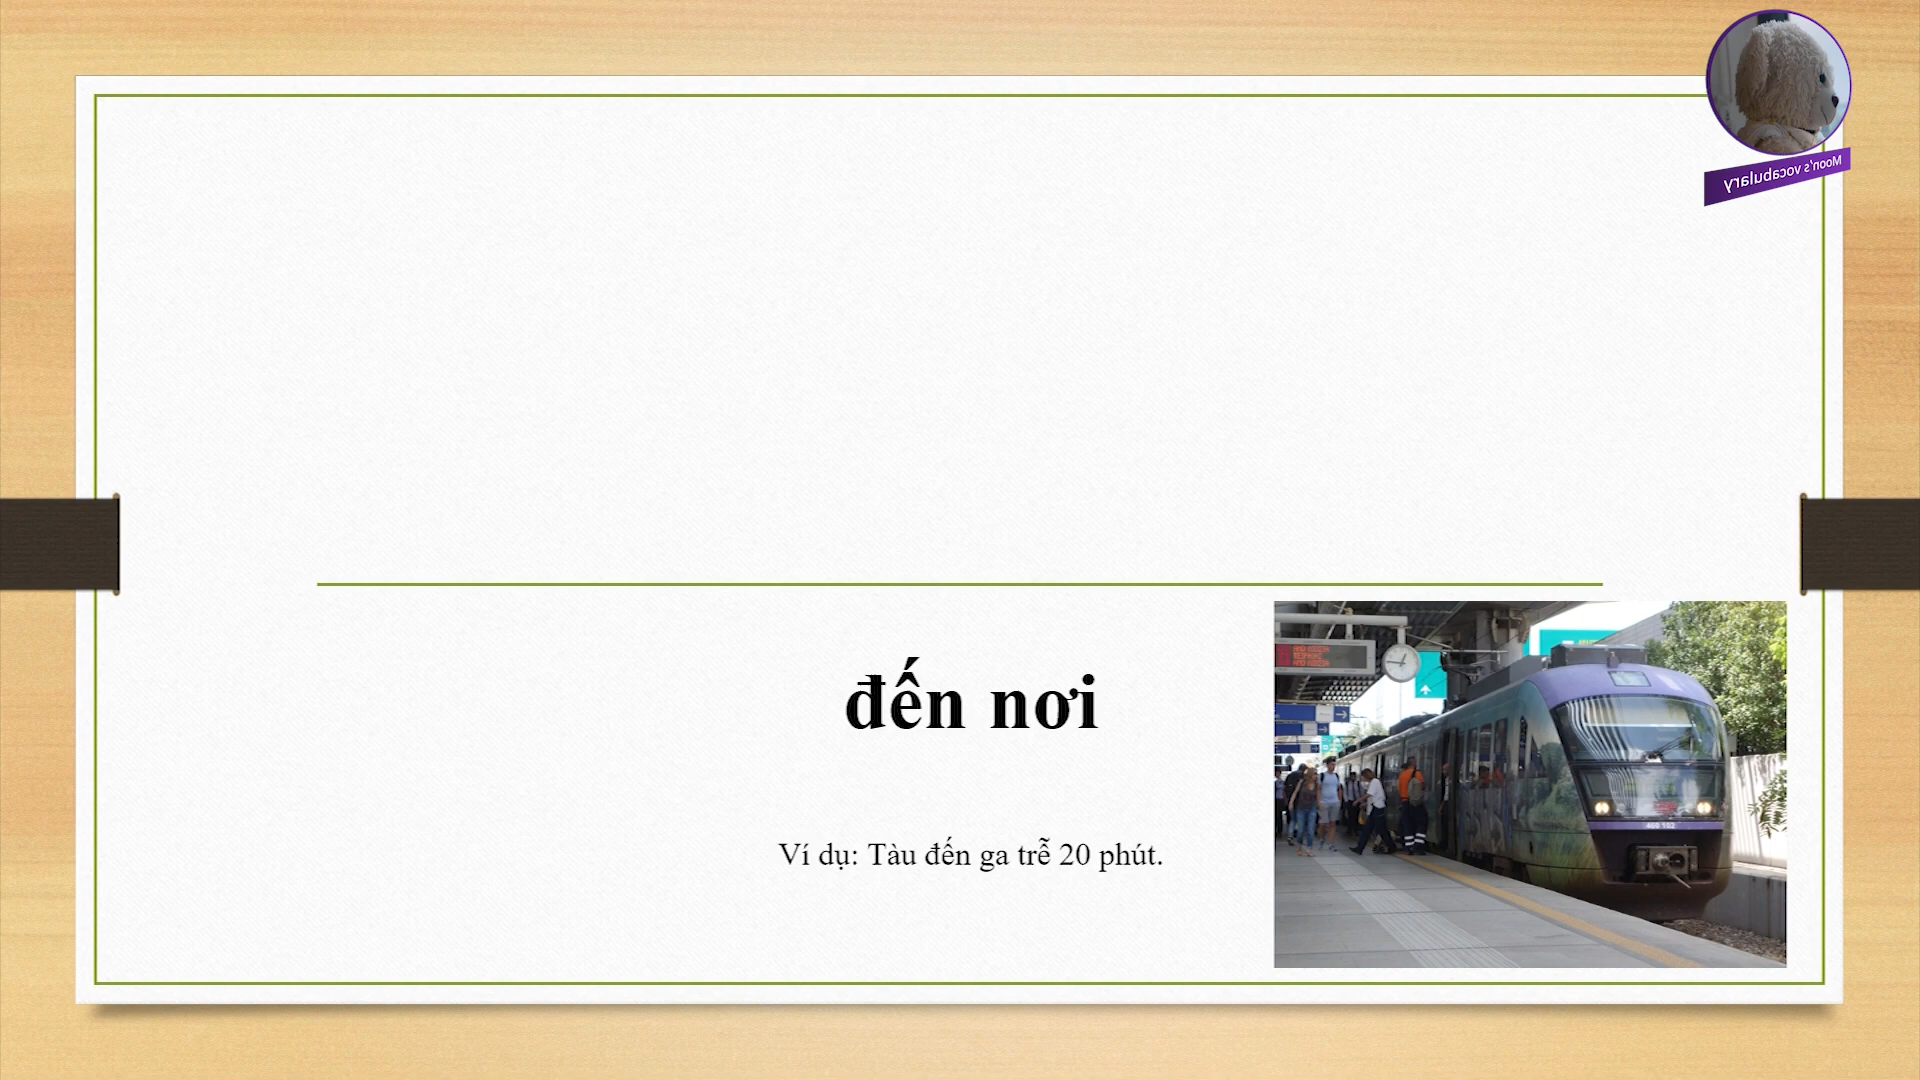 Moon's vocabulary
đến nơi
Ví dụ: Tàu đến ga trễ 20 phút.